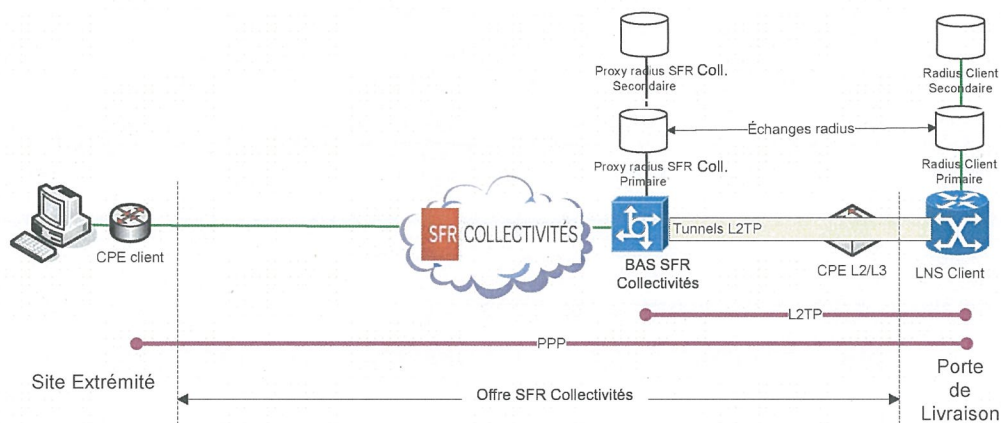 Proxy radius SFR Coll.
Secondaire
Radius Client
Secondaire
Échanges radius
Proxy radius SFR Coll.
Primaire
Radius Client
Primaire
SFR COLLECTIVITÉS
Tunnels L2TP
CPE client
BAS SFR
Collectivités
CPE L2/L3
LNS Client
L2TP
PPP
Site Extrémité
Offre SFR Collectivités
Porte
de
Livraison